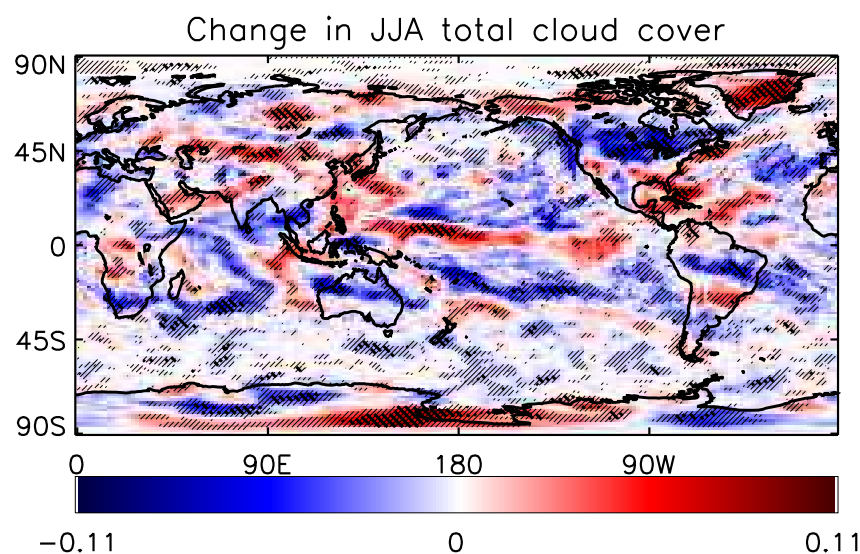 Change in JJA total cloud cover
90N
45N
0
45S
90S
0 90E 180 90W
-0.11 0 0.11